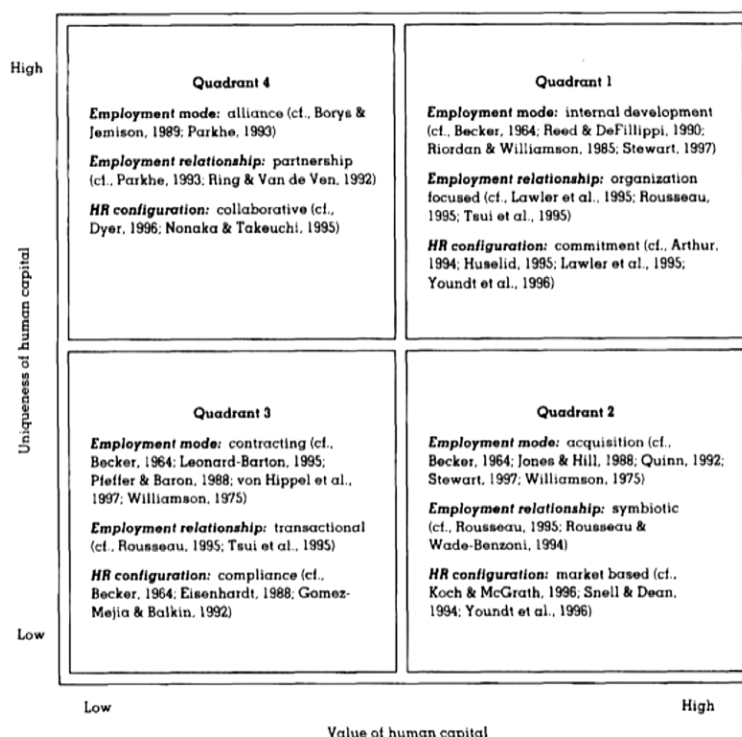 High
Quadrant 4
Employment mode: alliance (cf., Borys &
Jemison, 1989; Parkhe, 1993)
Employment relationship: partnership
(cf., Parkhe, 1993; Ring & Van de Ven, 1992)
HR configuration: collaborative (cf.,
Dyer, 1996; Nonaka & Takeuchi, 1995)
Quadrant 1
Employment mode: internal development
(cf., Becker, 1964; Reed & DeFillippi, 1990;
Riordan & Williamson, 1985; Stewart, 1997)
Employment relationship: organization
focused (cf., Lawler et al., 1995; Rousseau,
1995; Tsui et al., 1995)
HR configuration: commitment (cf., Arthur,
1994; Huselid, 1995; Lawler et al., 1995;
Youndt et al., 1996)
Uniqueness of human capital
Quadrant 3
Employment mode: contracting (cf.,
Becker, 1964; Leonard-Barton, 1995;
Pfeffer & Baron, 1988; von Hippel et al.,
1997; Williamson, 1975)
Employment relationship: transactional
(cf., Rousseau, 1995; Tsui et al., 1995)
HR configuration: compliance (cf.,
Becker, 1964; Eisenhardt, 1988; Gomez-
Mejia & Balkin, 1992)
Quadrant 2
Employment mode: acquisition (cf.,
Becker, 1964; Jones & Hill, 1988; Quinn, 1992;
Stewart, 1997; Williamson, 1975)
Employment relationship: symbiotic
(cf., Rousseau, 1995; Rousseau &
Wade-Benzoni, 1994)
HR configuration: market based (cf.,
Koch & McGrath, 1996; Snell & Dean,
1994; Youndt et al., 1996)
Low
Low
High
Value of human capital